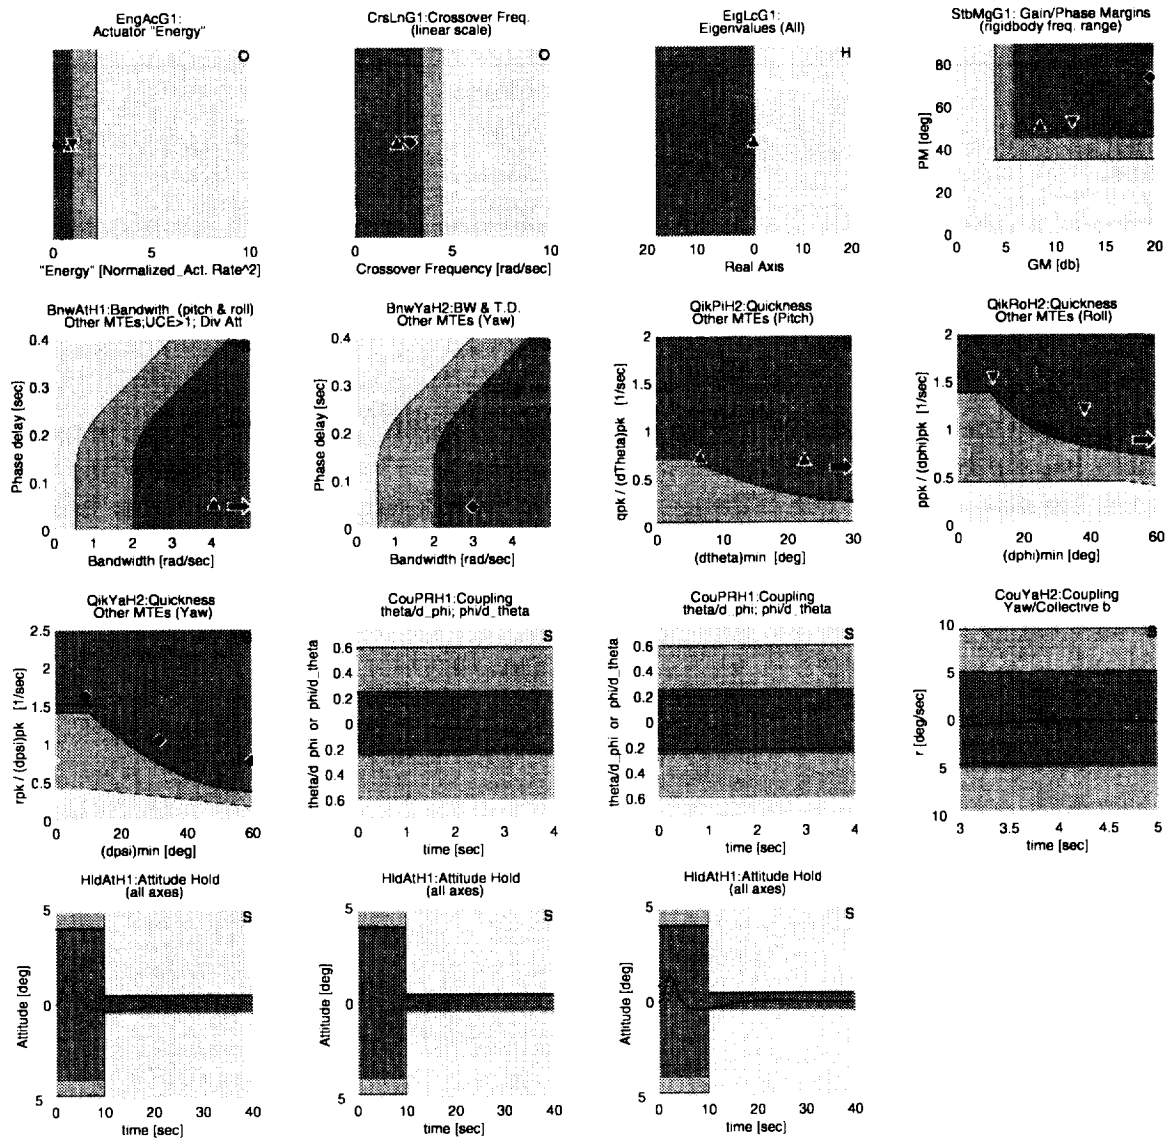 EngAcG1:
Actuator "Energy"
O
0 5 10
"Energy" [Normalized_Act. Rate^2]
CrsLnG1:Crossover Freq.
(linear scale)
O
0 5 10
Crossover Frequency [rad/sec]
EigLcG1:
Eigenvalues (All)
H
20 10 0 10 20
Real Axis
StbMgG1: Gain/Phase Margins
(rigidbody freq. range)
PM [deg]
80
60
40
20
0
0 5 10 15 20
GM [db]
BnwAtH1:Bandwith (pitch & roll)
Other MTEs;UCE>1; Div Att
Phase delay [sec]
0.4
0.3
0.2
0.1
0
1 2 3 4
Bandwidth [rad/sec]
BnwYaH2:BW & T.D.
Other MTEs (Yaw)
Phase delay [sec]
0.4
0.3
0.2
0.1
0
1 2 3 4
Bandwidth [rad/sec]
QikPiH2:Quickness
Other MTEs (Pitch)
qpk / (dTheta)pk [1/sec]
2
1.5
1
0.5
0
0 10 20 30
(dtheta)min [deg]
QikRoH2:Quickness
Other MTEs (Roll)
ppk / (dphi)pk [1/sec]
2
1.5
1
0.5
0
0 20 40 60
(dphi)min [deg]
QikYaH2:Quickness
Other MTEs (Yaw)
rpk / (dpsi)pk [1/sec]
2.5
2
1.5
1
0.5
0
0 20 40 60
(dpsi)min [deg]
CouPRH1:Coupling
theta/d_phi; phi/d_theta
S
theta/d_phi or phi/d_theta
0.6
0.4
0.2
0
0.2
0.4
0.6
0 1 2 3 4
time [sec]
CouPRH1:Coupling
theta/d_phi; phi/d_theta
S
theta/d_phi or phi/d_theta
0.6
0.4
0.2
0
0.2
0.4
0.6
0 1 2 3 4
time [sec]
CouYaH2:Coupling
Yaw/Collective b
S
r [deg/sec]
10
5
0
5
10
3 3.5 4 4.5 5
time [sec]
HldAtH1:Attitude Hold
(all axes)
S
Attitude [deg]
5
0
5
0 10 20 30 40
time [sec]
HldAtH1:Attitude Hold
(all axes)
S
Attitude [deg]
5
0
5
0 10 20 30 40
time [sec]
HldAtH1:Attitude Hold
(all axes)
S
Attitude [deg]
5
0
5
0 10 20 30 40
time [sec]